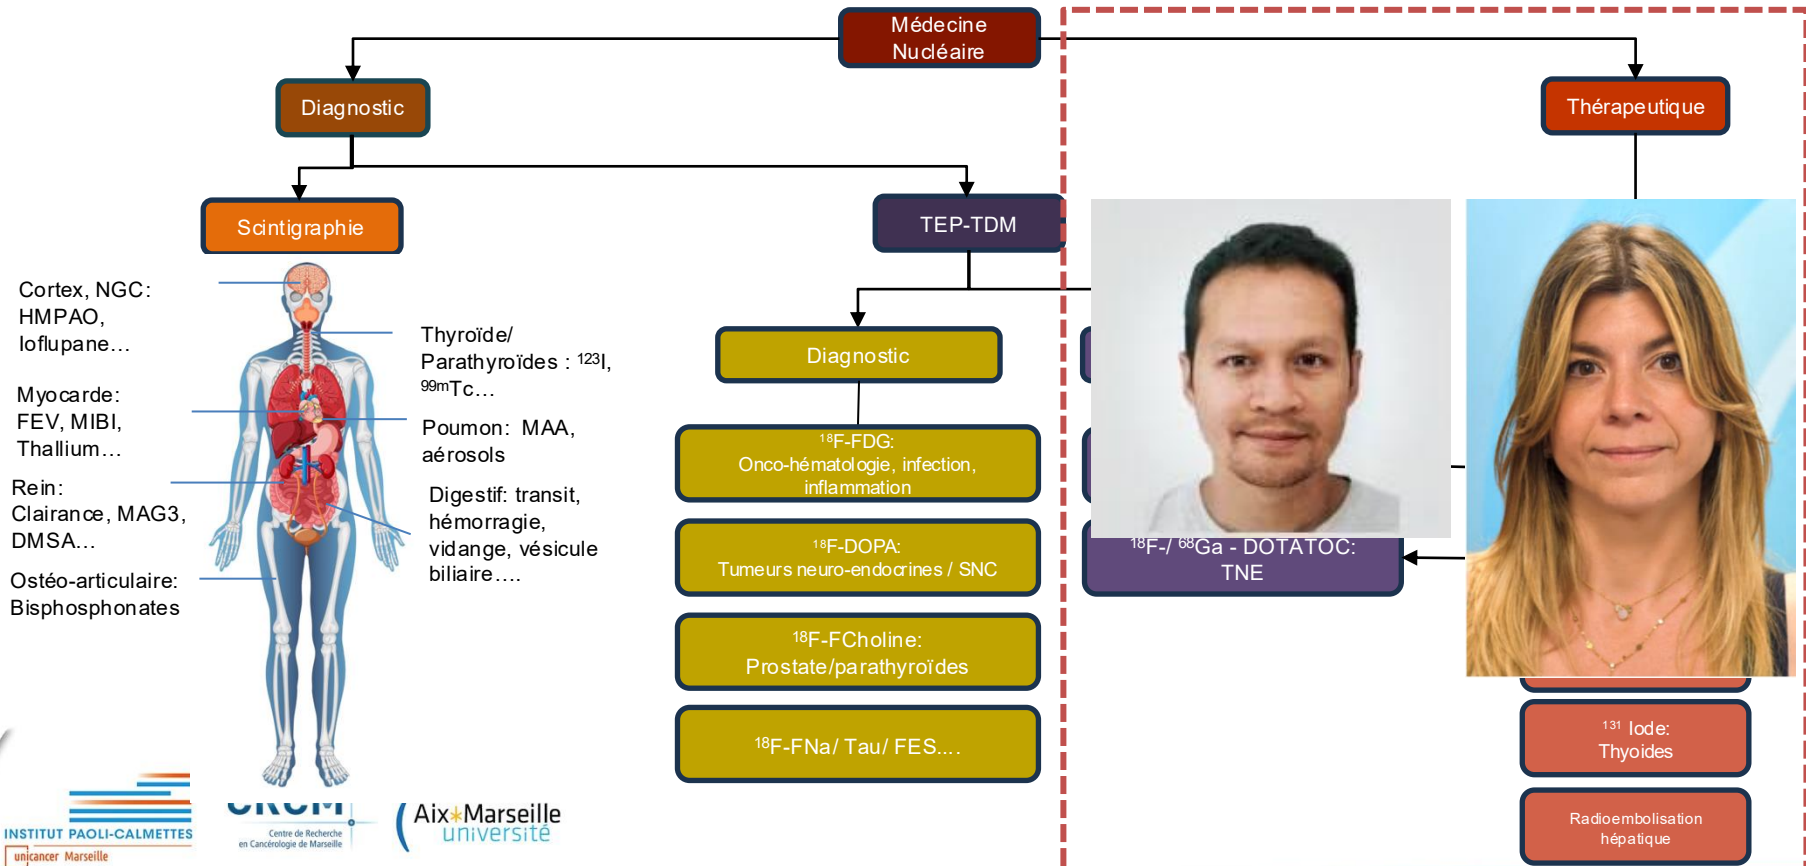 Médecine
Nucléaire
Diagnostic
Thérapeutique
Scintigraphie
TEP-TDM
Cortex, NGC:
HMPAO,
Ioflupane…
Myocarde:
FEV, MIBI,
Thallium…
Rein:
Clairance, MAG3,
DMSA…
Ostéo-articulaire:
Bisphosphonates
Thyroïde/
Parathyroïdes : ¹²³I,
⁹⁹ᵐTc…
Poumon: MAA,
aérosols
Digestif: transit,
hémorragie,
vidange, vésicule
biliaire….
Diagnostic
¹⁸F-FDG:
Onco-hématologie, infection,
inflammation
¹⁸F-DOPA:
Tumeurs neuro-endocrines / SNC
¹⁸F-FCholine:
Prostate/parathyroïdes
¹⁸F-FNa/ Tau/ FES....
¹⁸F-/ ⁶⁸Ga - DOTATOC:
TNE
¹³¹ Iode:
Thyoides
Radioembolisation
hépatique
INSTITUT PAOLI-CALMETTES
unicancer Marseille
CRCM
Centre de Recherche
en Cancérologie de Marseille
Aix*Marseille
université